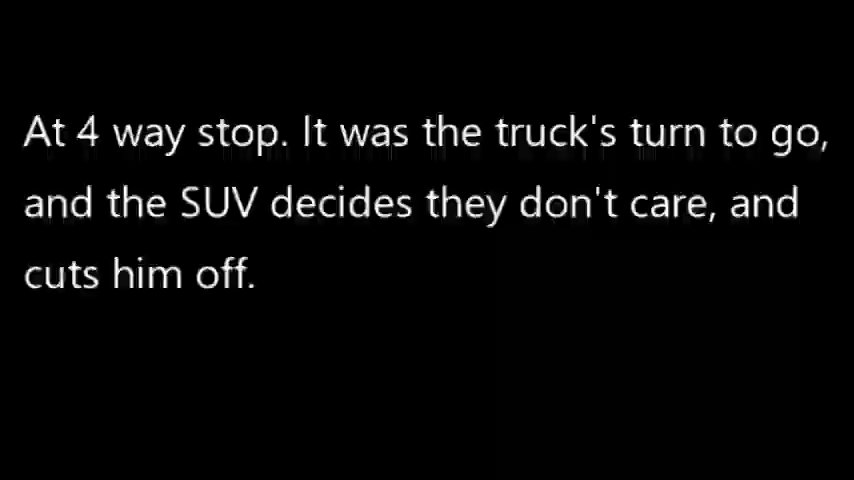 At 4 way stop. It was the truck's turn to go,
and the SUV decides they don't care, and
cuts him off.